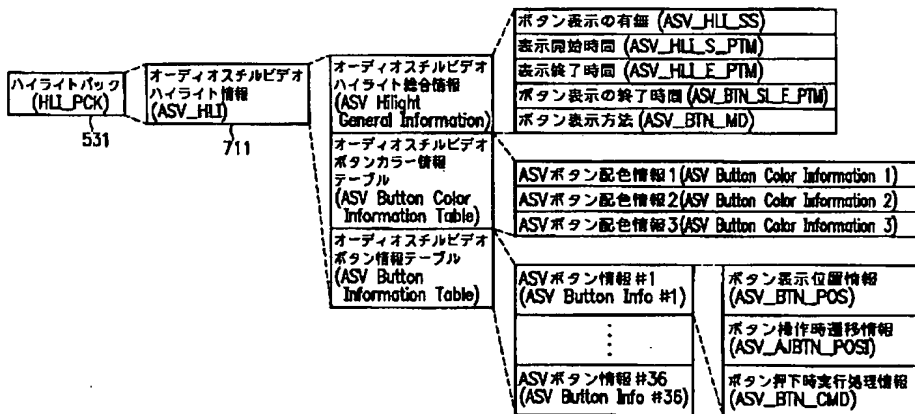 ハイライトパック
(HLI_PCK)
531
オーディオスチルビデオ
ハイライト情報
(ASV_HLI)
711
オーディオスチルビデオ
ハイライト総合情報
(ASV Hilight
General Information)
オーディオスチルビデオ
ボタンカラー情報
テーブル
(ASV Button Color
Information Table)
オーディオスチルビデオ
ボタン情報テーブル
(ASV Button
Information Table)
ボタン表示の有無 (ASV_HLI_SS)
表示開始時間 (ASV_HLI_S_PTM)
表示終了時間 (ASV_HLI_E_PTM)
ボタン表示の終了時間 (ASV_BTN_SL_E_PTM)
ボタン表示方法 (ASV_BTN_MD)
ASVボタン配色情報1 (ASV Button Color Information 1)
ASVボタン配色情報2 (ASV Button Color Information 2)
ASVボタン配色情報3 (ASV Button Color Information 3)
ASVボタン情報#1
(ASV Button Info #1)
⋮
ASVボタン情報#36
(ASV Button Info #36)
ボタン表示位置情報
(ASV_BTN_POS)
ボタン操作時遷移情報
(ASV_AJBTN_POSI)
ボタン押下時実行処理情報
(ASV_BTN_CMD)